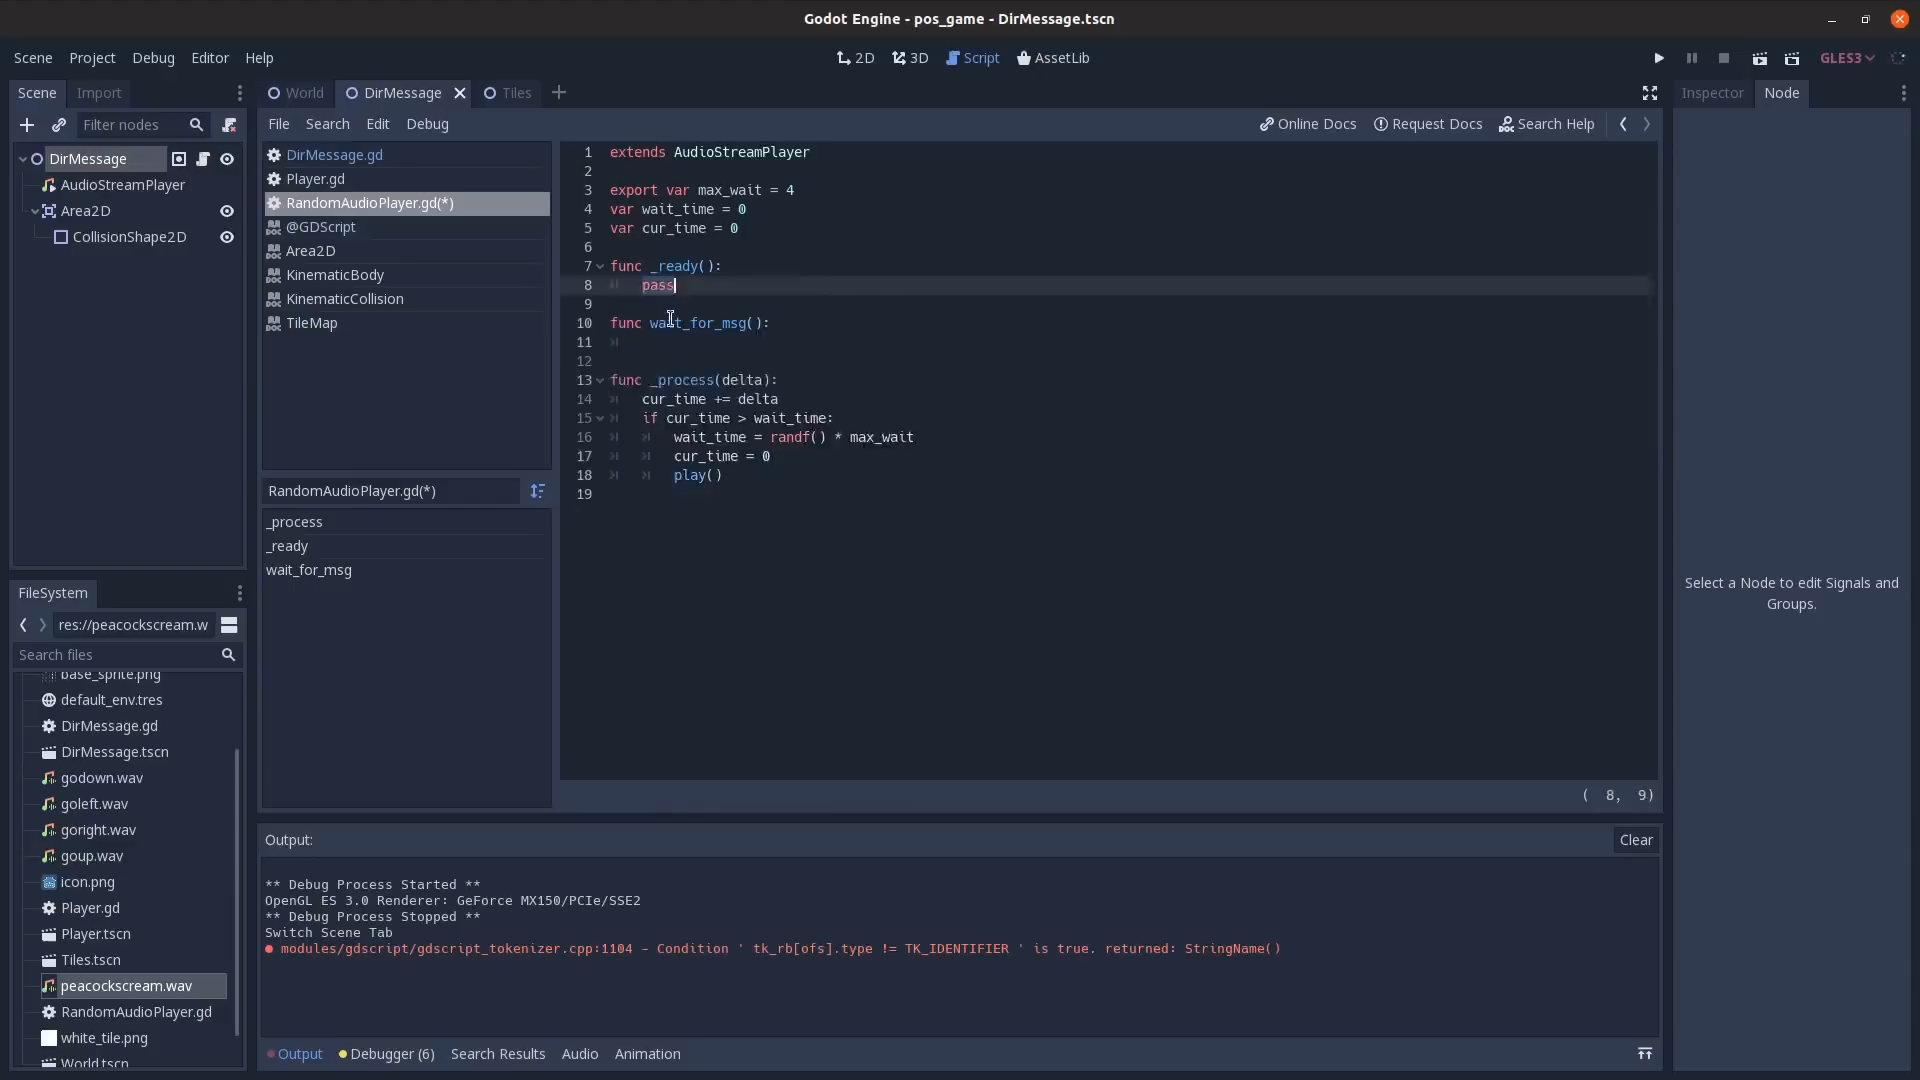 Godot Engine - pos_game - DirMessage.tscn
Scene Project Debug Editor Help
2D 3D Script AssetLib
GLES3
Scene Import
World DirMessage Tiles
Inspector Node
Filter nodes
File Search Edit Debug
Online Docs Request Docs Search Help
DirMessage
AudioStreamPlayer
Area2D
CollisionShape2D
DirMessage.gd
Player.gd
RandomAudioPlayer.gd(*)
@GDScript
Area2D
KinematicBody
KinematicCollision
TileMap
RandomAudioPlayer.gd(*)
_process
_ready
wait_for_msg
1 extends AudioStreamPlayer
2
3 export var max_wait = 4
4 var wait_time = 0
5 var cur_time = 0
6
7 func _ready():
8 pass
9
10 func wait_for_msg():
11
12
13 func _process(delta):
14 cur_time += delta
15 if cur_time > wait_time:
16 wait_time = randf() * max_wait
17 cur_time = 0
18 play()
19
( 8, 9)
Select a Node to edit Signals and
Groups.
FileSystem
res://peacockscream.w
Search files
base_sprite.png
default_env.tres
DirMessage.gd
DirMessage.tscn
godown.wav
goleft.wav
goright.wav
goup.wav
icon.png
Player.gd
Player.tscn
Tiles.tscn
peacockscream.wav
RandomAudioPlayer.gd
white_tile.png
World.tscn
Output:
Clear
** Debug Process Started **
OpenGL ES 3.0 Renderer: GeForce MX150/PCIe/SSE2
** Debug Process Stopped **
Switch Scene Tab
modules/gdscript/gdscript_tokenizer.cpp:1104 - Condition ' tk_rb[ofs].type != TK_IDENTIFIER ' is true. returned: StringName()
Output Debugger (6) Search Results Audio Animation